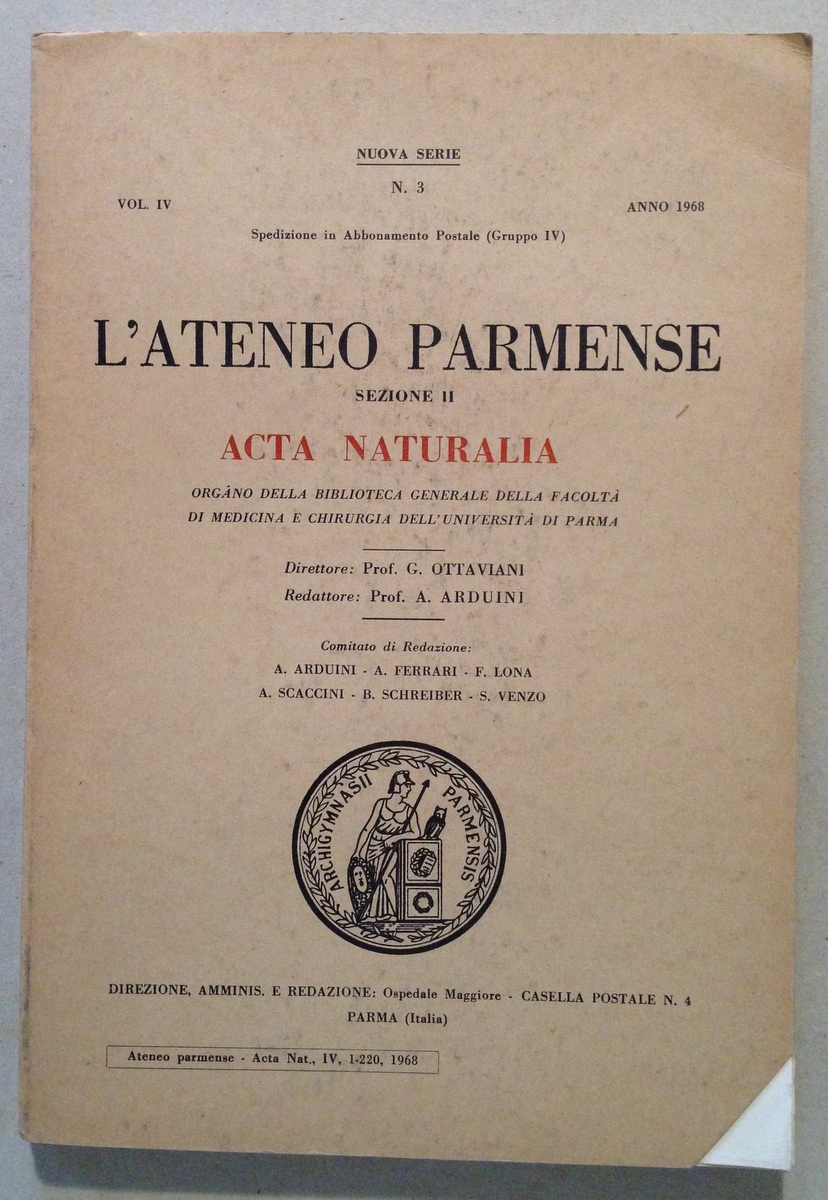 NUOVA SERIE
N. 3
VOL. IV
ANNO 1968
Spedizione in Abbonamento Postale (Gruppo IV)
L'ATENEO PARMENSE
SEZIONE II
ACTA NATURALIA
ORGÀNO DELLA BIBLIOTECA GENERALE DELLA FACOLTÀ
DI MEDICINA E CHIRURGIA DELL'UNIVERSITÀ DI PARMA
Direttore: Prof. G. OTTAVIANI
Redattore: Prof. A. ARDUINI
Comitato di Redazione:
A. ARDUINI - A. FERRARI - F. LONA
A. SCACCINI - B. SCHREIBER - S. VENZO
ARCHIGYMNASII PARMENSIS
DIREZIONE, AMMINIS. E REDAZIONE: Ospedale Maggiore - CASELLA POSTALE N. 4
PARMA (Italia)
Ateneo parmense - Acta Nat., IV, 1-220, 1968